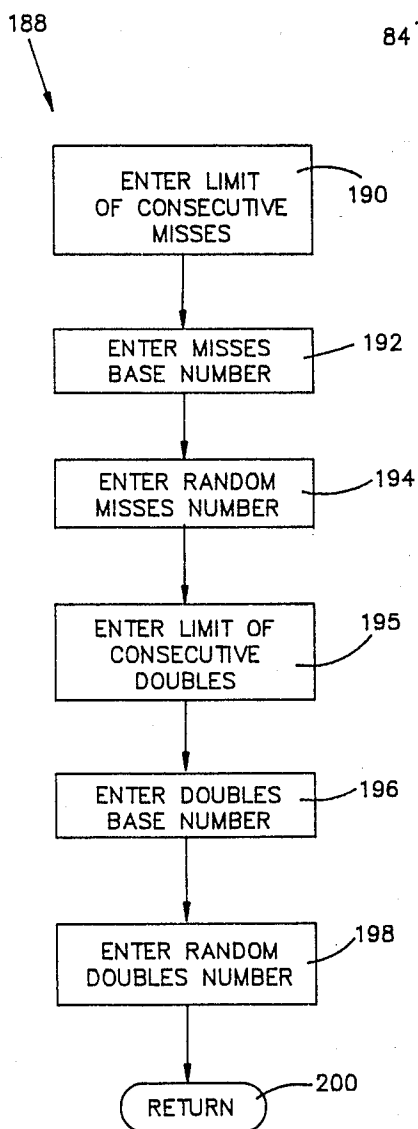 188
84'
ENTER LIMIT
OF CONSECUTIVE
MISSES
190
ENTER MISSES
BASE NUMBER
192
ENTER RANDOM
MISSES NUMBER
194
ENTER LIMIT OF
CONSECUTIVE
DOUBLES
195
ENTER DOUBLES
BASE NUMBER
196
ENTER RANDOM
DOUBLES NUMBER
198
RETURN
200